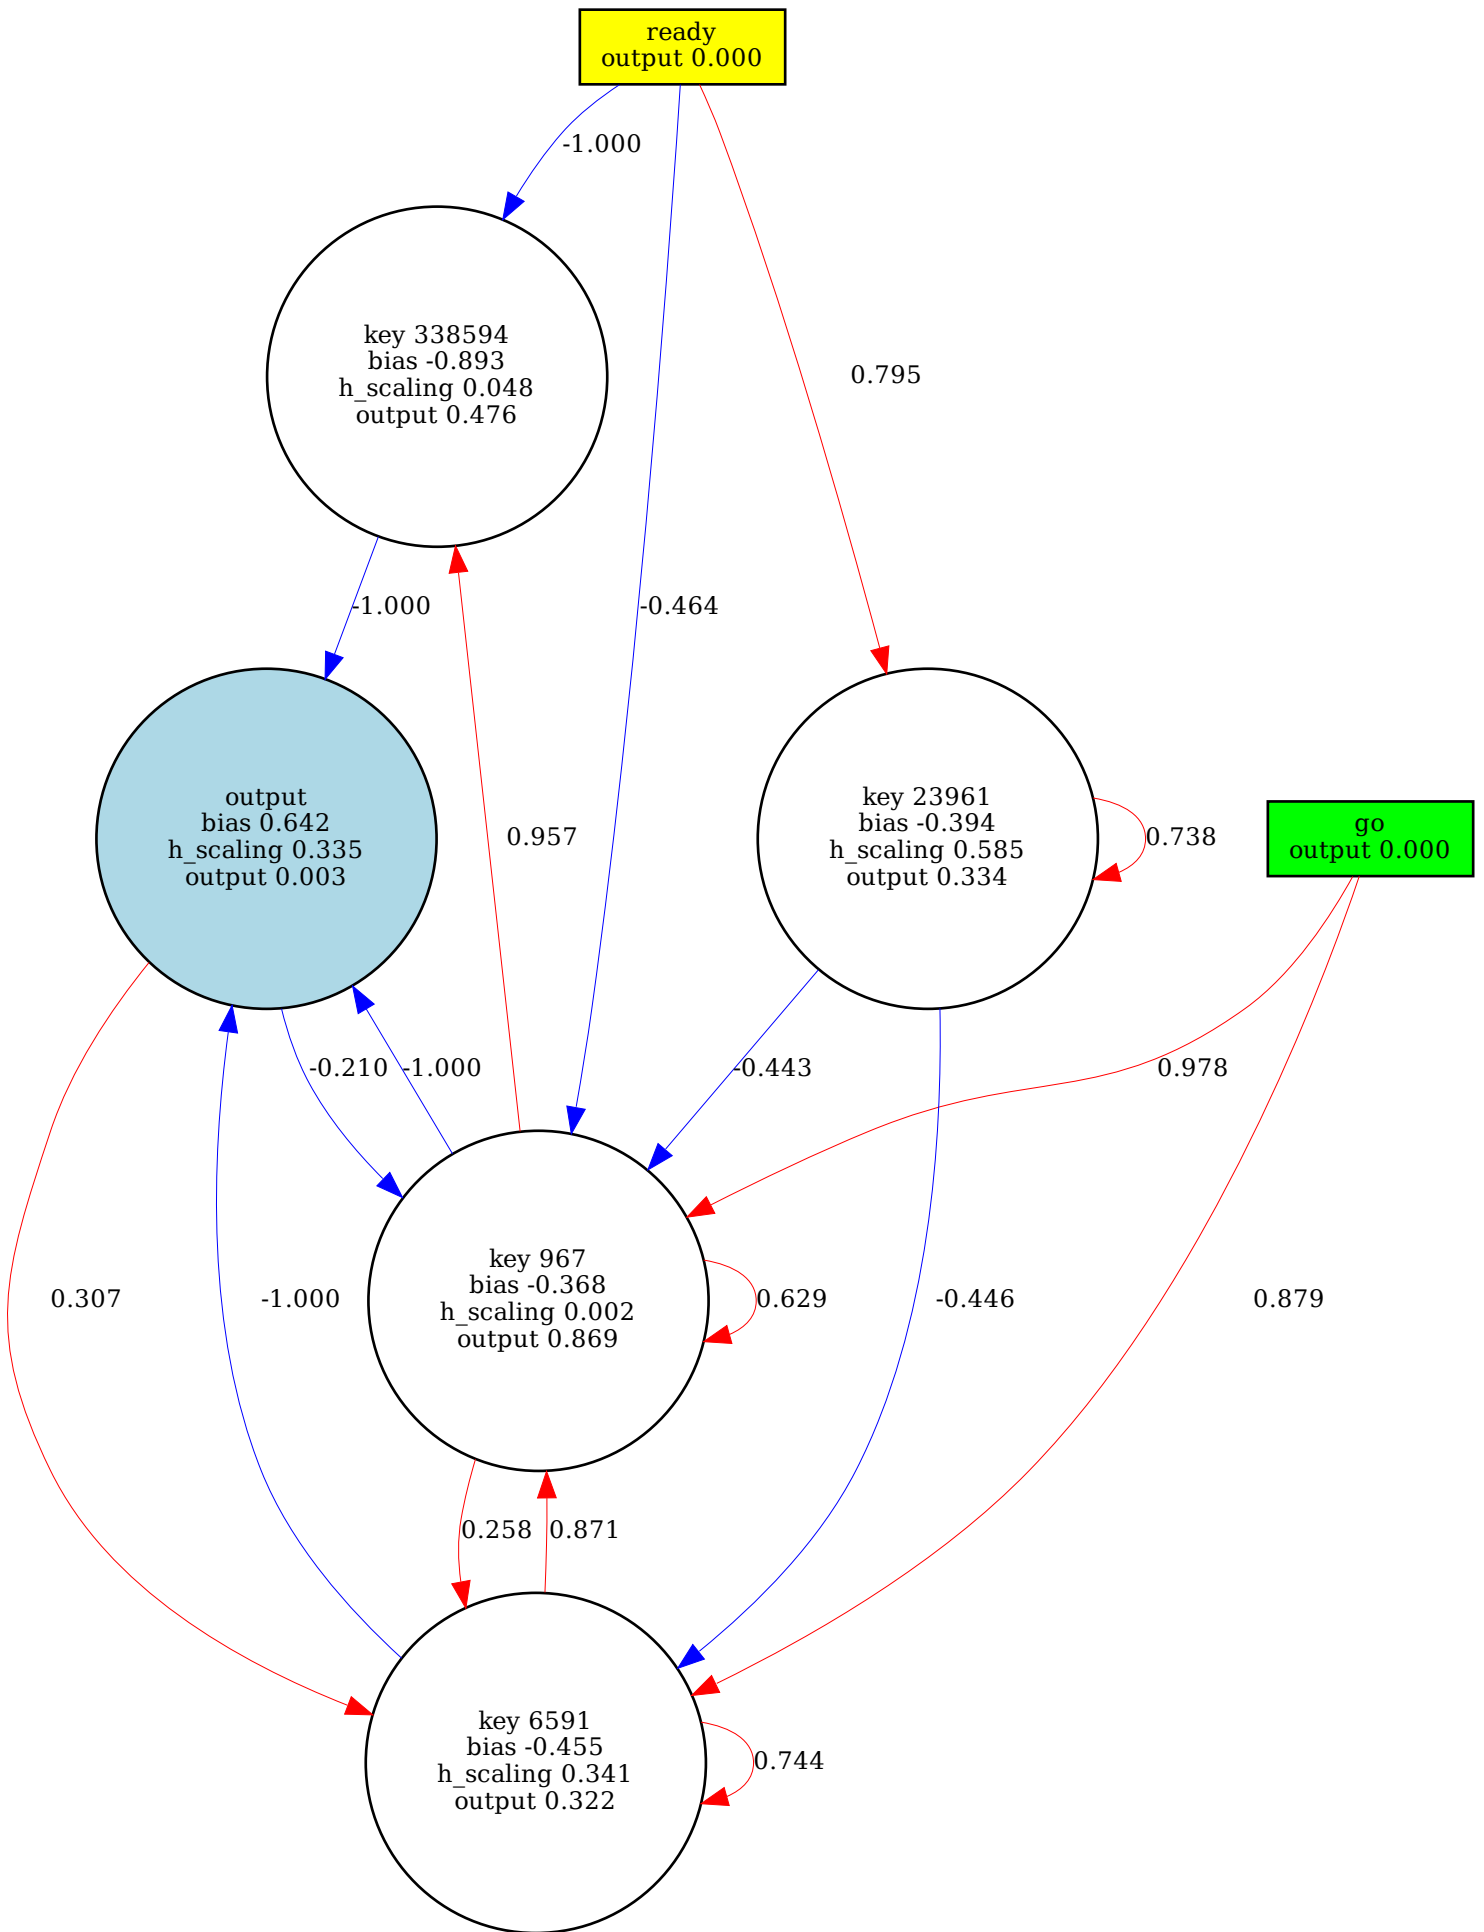 ready
output 0.000
-1.000
key 338594
bias -0.893
h_scaling 0.048
output 0.476
0.795
-1.000
-0.464
output
bias 0.642
h_scaling 0.335
output 0.003
0.957
key 23961
bias -0.394
h_scaling 0.585
output 0.334
0.738
go
output 0.000
-0.210
-1.000
-0.443
0.978
0.307
-1.000
key 967
bias -0.368
h_scaling 0.002
output 0.869
0.629
-0.446
0.879
0.258
0.871
key 6591
bias -0.455
h_scaling 0.341
output 0.322
0.744